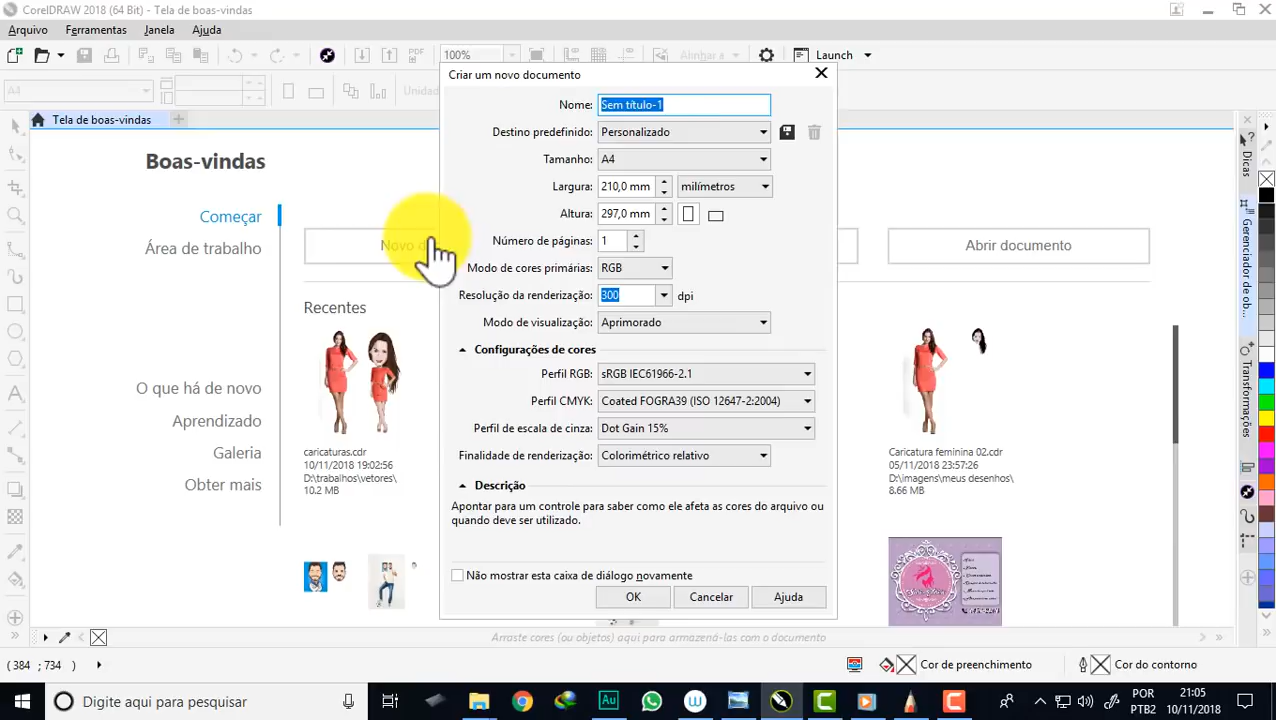 CorelDRAW 2018 (64 Bit) - Tela de boas-vindas
Arquivo Ferramentas Janela Ajuda
100% PDF Alinhar a Launch
A4 Unidad
Tela de boas-vindas
Boas-vindas
Começar
Área de trabalho
O que há de novo
Aprendizado
Galeria
Obter mais
Novo d
Abrir documento
Recentes
caricaturas.cdr
10/11/2018 19:02:56
D:\trabalhos\vetores\
10.2 MB
Caricatura feminina 02.cdr
05/11/2018 23:57:26
D:\imagens\meus desenhos\
8.66 MB
Criar um novo documento
Nome: Sem título-1
Destino predefinido: Personalizado
Tamanho: A4
Largura: 210,0 mm milímetros
Altura: 297,0 mm
Número de páginas: 1
Modo de cores primárias: RGB
Resolução da renderização: 300 dpi
Modo de visualização: Aprimorado
Configurações de cores
Perfil RGB: sRGB IEC61966-2.1
Perfil CMYK: Coated FOGRA39 (ISO 12647-2:2004)
Perfil de escala de cinza: Dot Gain 15%
Finalidade de renderização: Colorimétrico relativo
Descrição
Apontar para um controle para saber como ele afeta as cores do arquivo ou
quando deve ser utilizado.
Não mostrar esta caixa de diálogo novamente
OK Cancelar Ajuda
Dicas
Gerenciador de ob...
Transformações
Arraste cores (ou objetos) aqui para armazená-las com o documento
(384 ;734 ) Cor de preenchimento Cor do contorno
Digite aqui para pesquisar Au W POR 21:05
PTB2 10/11/2018